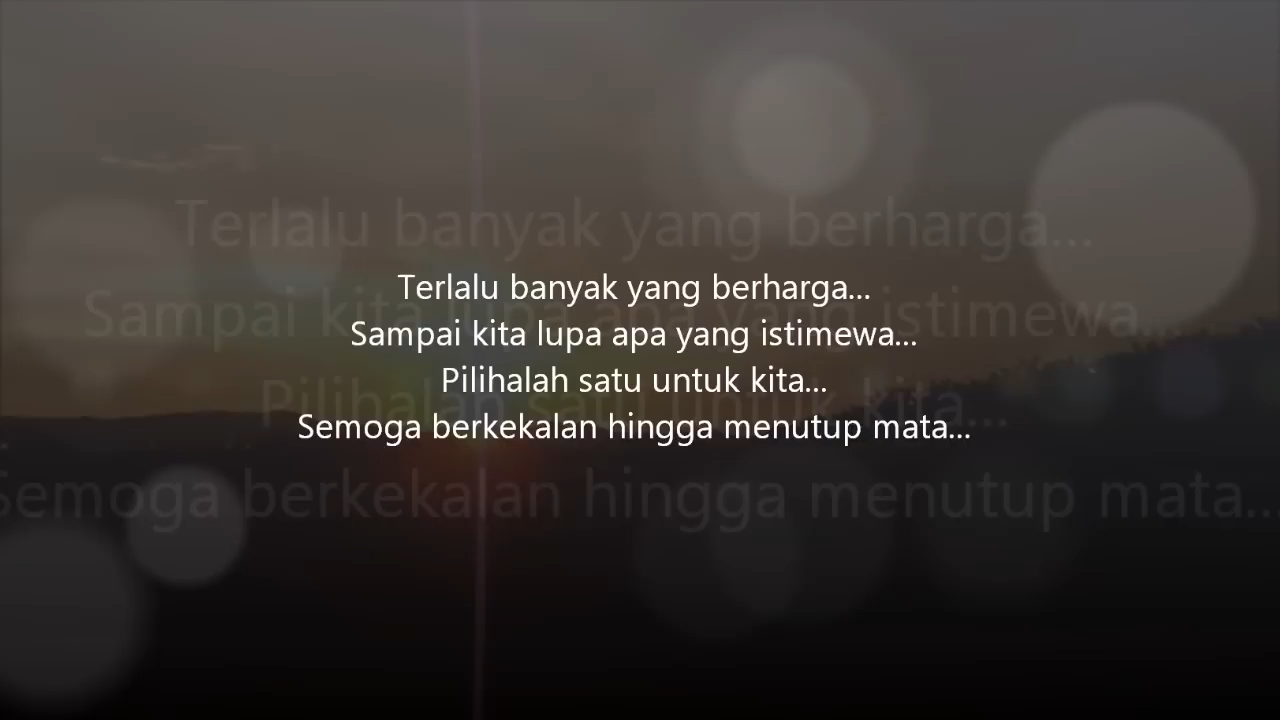 Terlalu banyak yang berharga...
Sampai kita lupa apa yang istimewa...
Pilihalah satu untuk kita...
Semoga berkekalan hingga menutup mata...